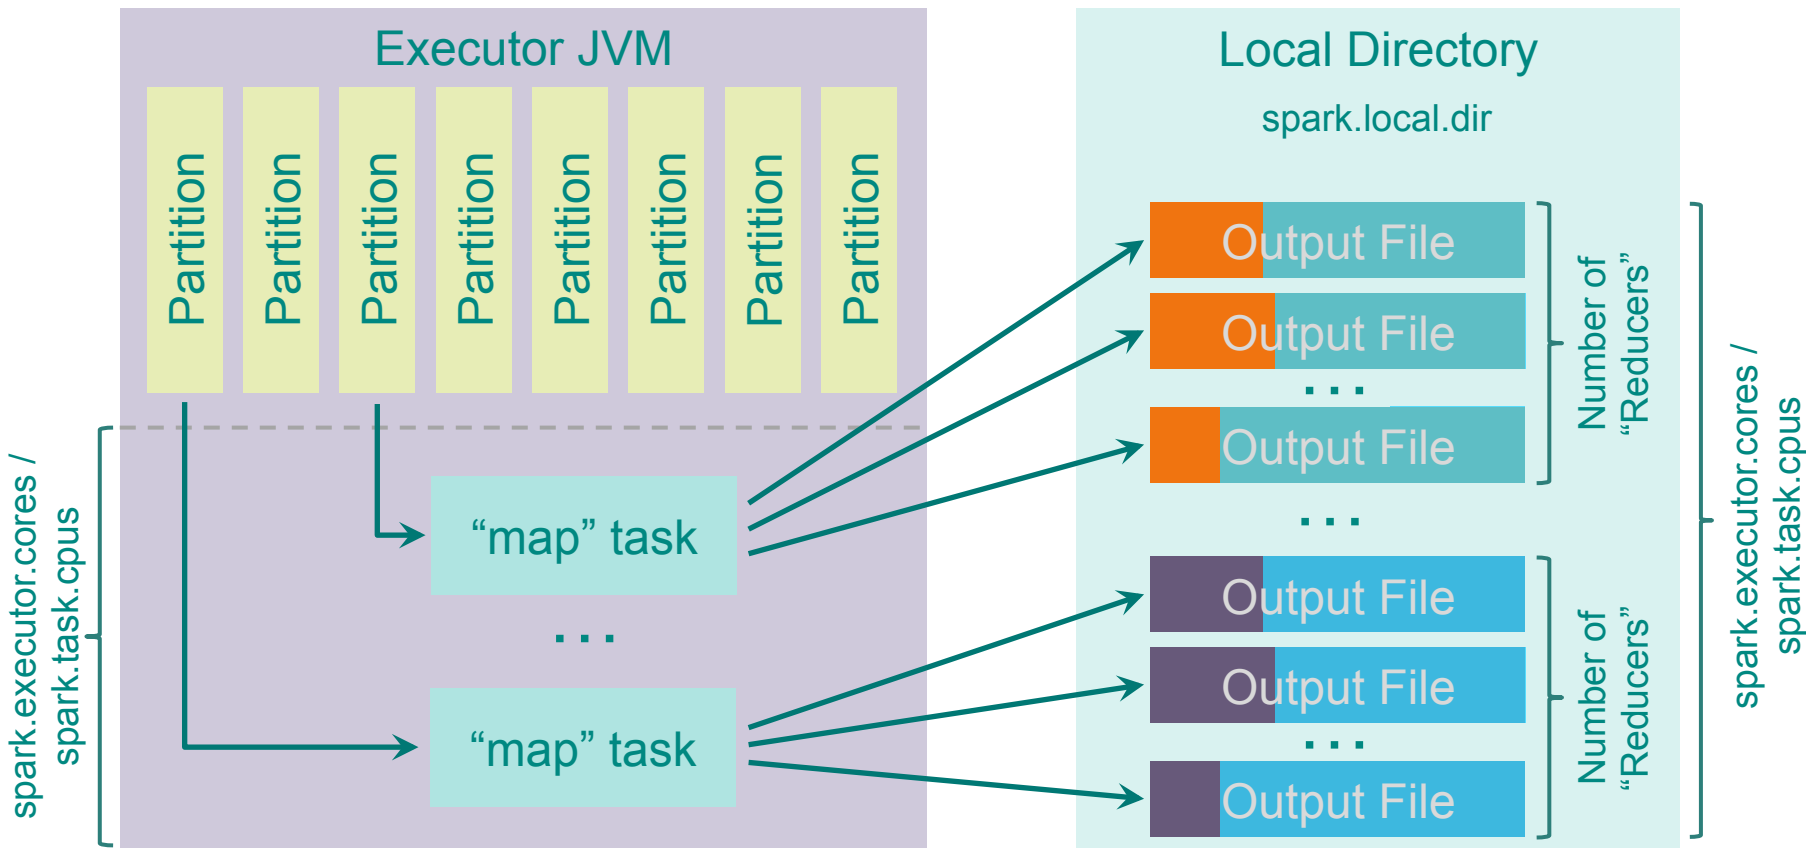 Executor JVM
Partition
Partition
Partition
Partition
Partition
Partition
Partition
Partition
spark.executor.cores /
spark.task.cpus
“map” task
...
“map” task
Local Directory
spark.local.dir
Output File
Output File
...
Output File
Number of
“Reducers”
...
Output File
Output File
...
Output File
Number of
“Reducers”
spark.executor.cores /
spark.task.cpus